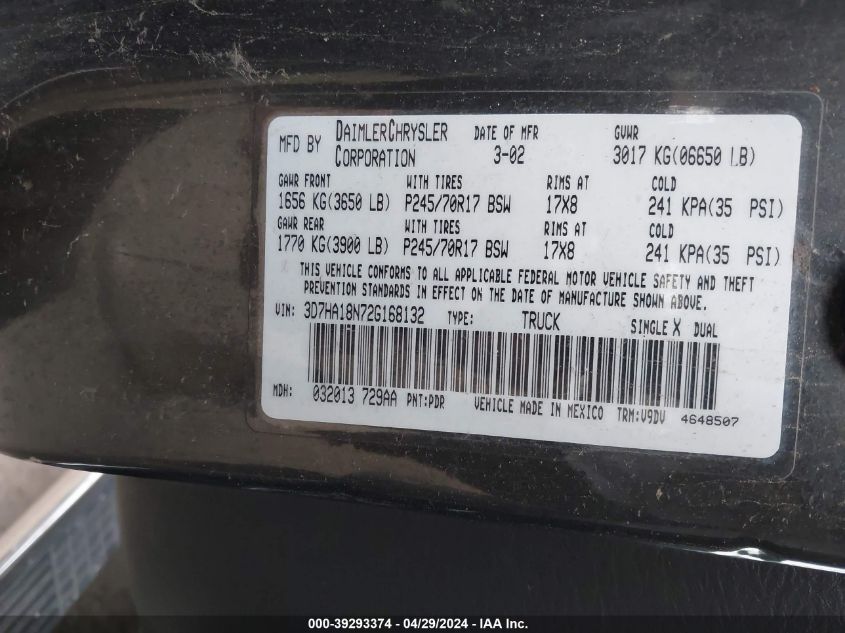 MFD BY DAIMLERCHRYSLER CORPORATION DATE OF MFR 3-02 GVWR 3017 KG(06650 LB)
GAWR FRONT WITH TIRES RIMS AT COLD
1656 KG(3650 LB) P245/70R17 BSW 17X8 241 KPA(35 PSI)
GAWR REAR WITH TIRES RIMS AT COLD
1770 KG(3900 LB) P245/70R17 BSW 17X8 241 KPA(35 PSI)
THIS VEHICLE CONFORMS TO ALL APPLICABLE FEDERAL MOTOR VEHICLE SAFETY AND THEFT
PREVENTION STANDARDS IN EFFECT ON THE DATE OF MANUFACTURE SHOWN ABOVE.
VIN: 3D7HA18N72G168132 TYPE: TRUCK SINGLE X DUAL
MDH: 032013 729AA PNT:PDR VEHICLE MADE IN MEXICO TRM:V9DV 4648507
000-39293374 - 04/29/2024 - IAA Inc.